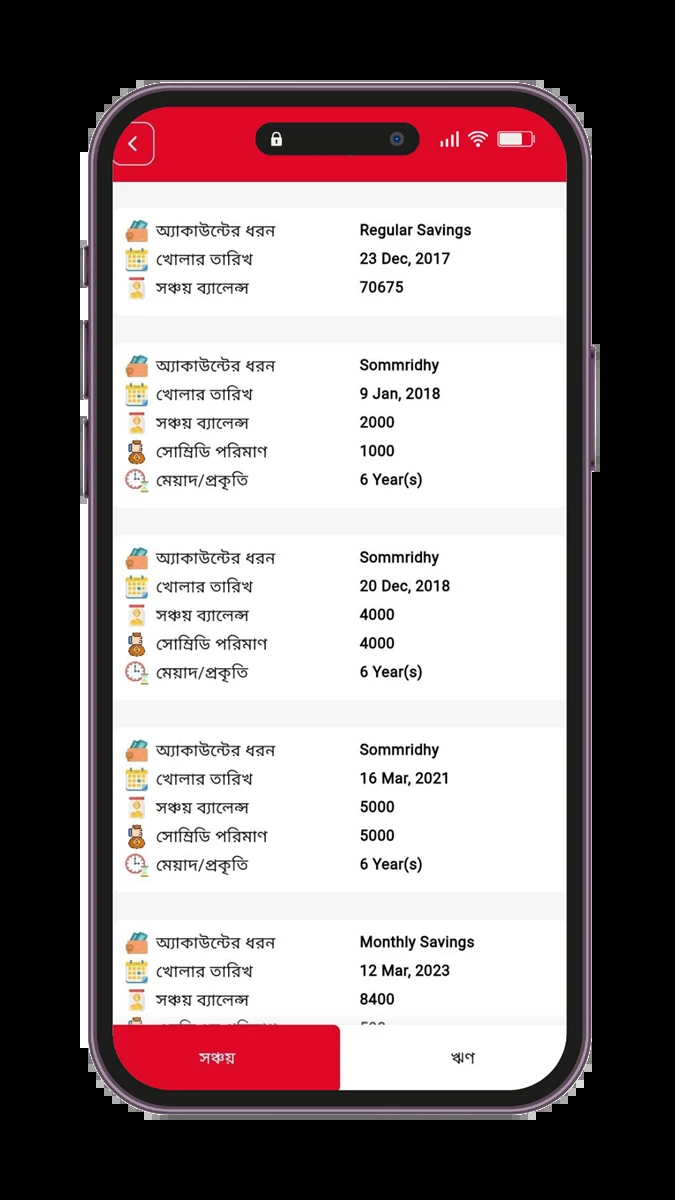 অ্যাকাউন্টের ধরন Regular Savings
খোলার তারিখ 23 Dec, 2017
সঞ্চয় ব্যালেন্স 70675
অ্যাকাউন্টের ধরন Sommridhy
খোলার তারিখ 9 Jan, 2018
সঞ্চয় ব্যালেন্স 2000
সোম্রিডি পরিমাণ 1000
মেয়াদ/প্রকৃতি 6 Year(s)
অ্যাকাউন্টের ধরন Sommridhy
খোলার তারিখ 20 Dec, 2018
সঞ্চয় ব্যালেন্স 4000
সোম্রিডি পরিমাণ 4000
মেয়াদ/প্রকৃতি 6 Year(s)
অ্যাকাউন্টের ধরন Sommridhy
খোলার তারিখ 16 Mar, 2021
সঞ্চয় ব্যালেন্স 5000
সোম্রিডি পরিমাণ 5000
মেয়াদ/প্রকৃতি 6 Year(s)
অ্যাকাউন্টের ধরন Monthly Savings
খোলার তারিখ 12 Mar, 2023
সঞ্চয় ব্যালেন্স 8400
সঞ্চয় ঋণ